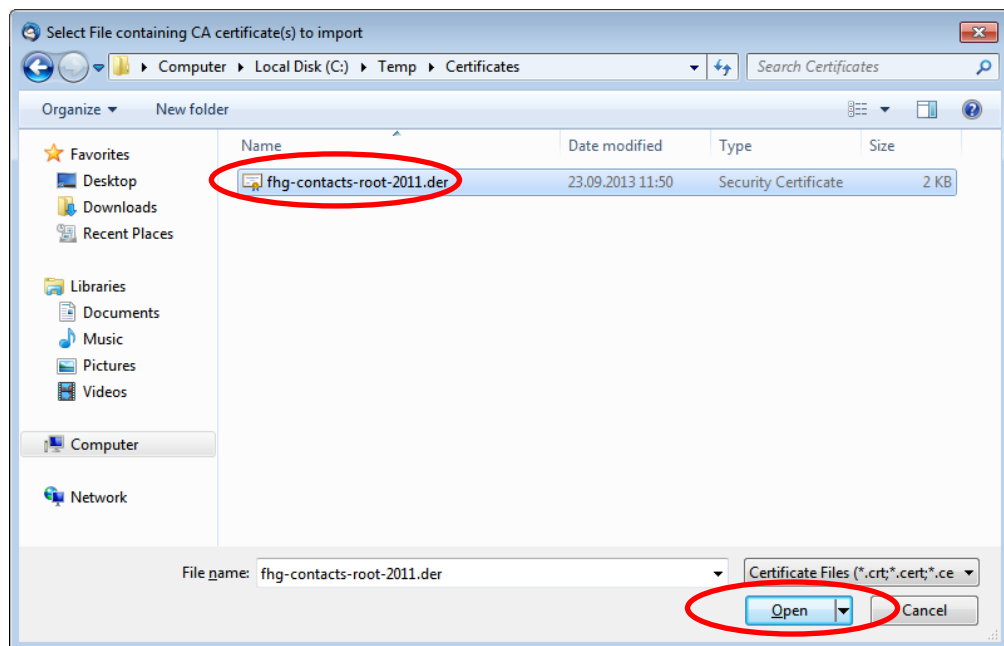 Select File containing CA certificate(s) to import
Computer Local Disk (C:) Temp Certificates
Search Certificates
Organize New folder
Name Date modified Type Size
Favorites
Desktop
Downloads
Recent Places
Libraries
Documents
Music
Pictures
Videos
Computer
Network
fhg-contacts-root-2011.der 23.09.2013 11:50 Security Certificate 2 KB
File name: fhg-contacts-root-2011.der
Certificate Files (*.crt;*.cert;*.ce
Open Cancel